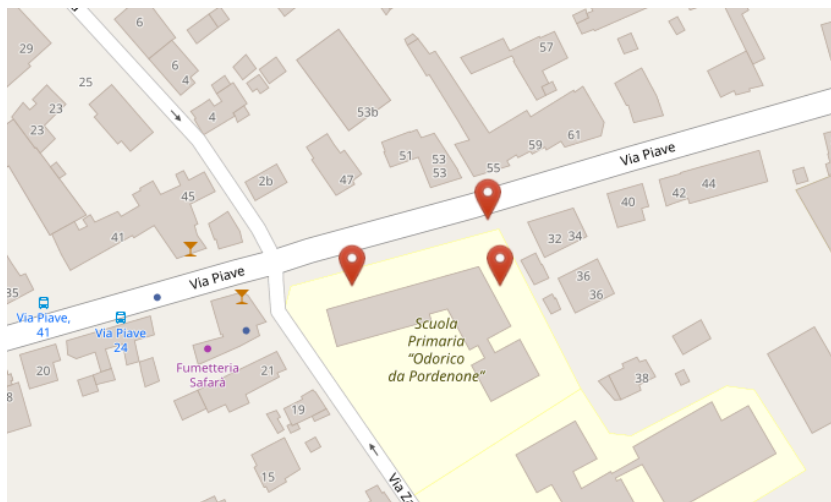 6
6
4
57
29
25
23
23
4
53b
51
53
53
55
59
61
Via Piave
2b
47
45
41
40
42
44
32
34
36
36
35
Via Piave
Via Piave,
41
Via Piave
24
Scuola
Primaria
“Odorico
da Pordenone“
20
8
Fumetteria
Safarà
21
19
38
15